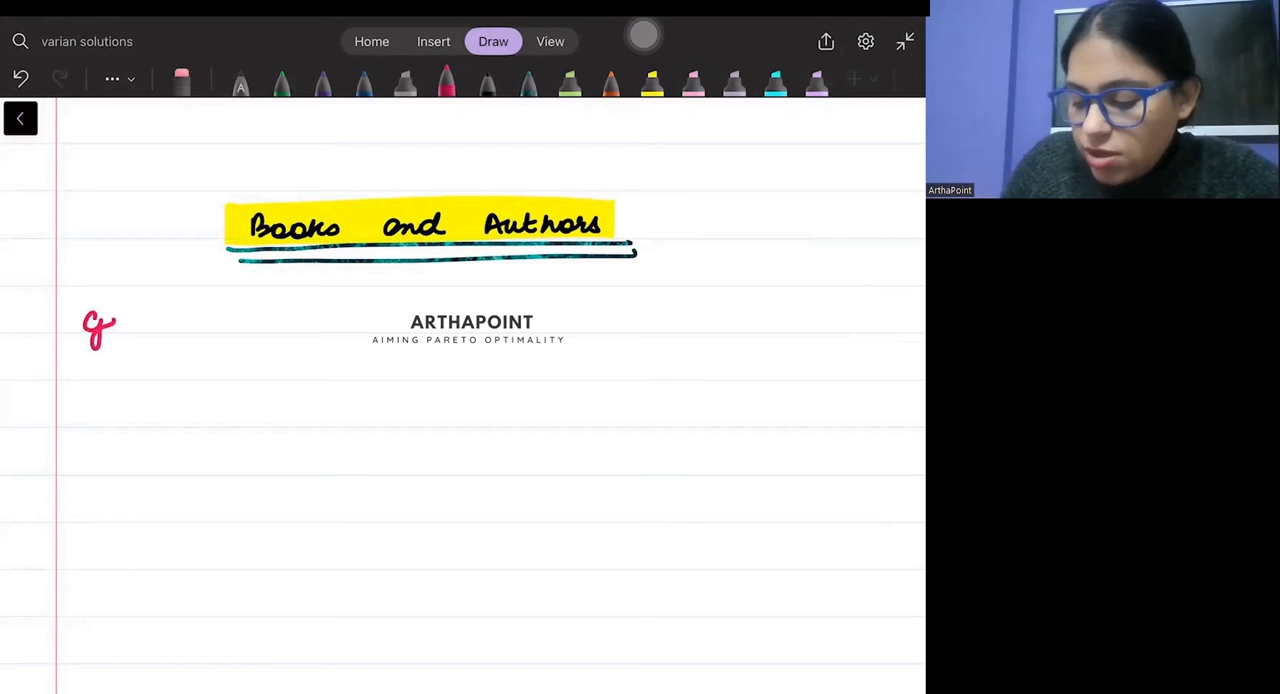 varian solutions
Home Insert Draw View
A
ArthaPoint
Books and Authors
G
ARTHAPOINT
AIMING PARETO OPTIMALITY